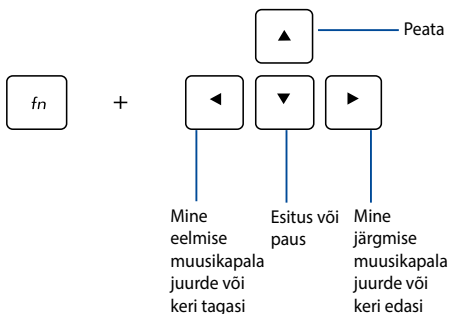 Peata
fn +
Mine
eelmise
muusikapala
juurde või
keri tagasi
Esitus või
paus
Mine
järgmise
muusikapala
juurde või
keri edasi